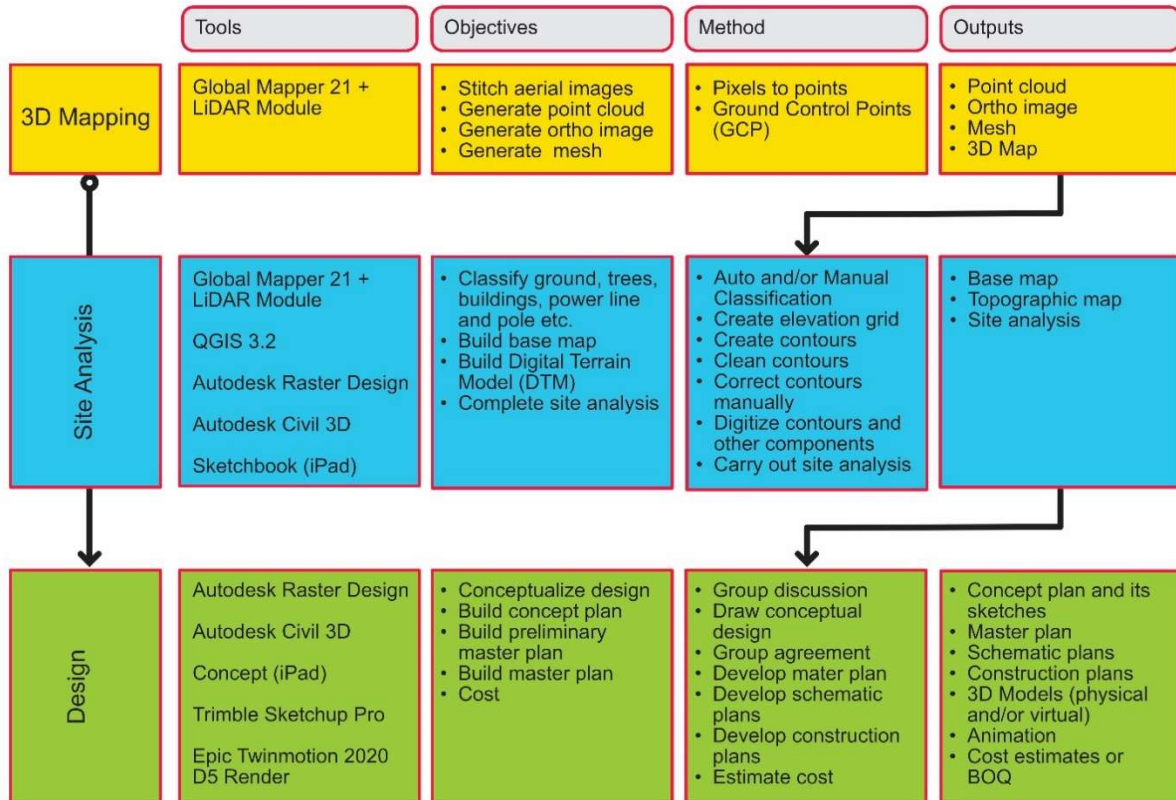 Tools
Objectives
Method
Outputs
3D Mapping
Global Mapper 21 +
LiDAR Module
• Stitch aerial images
• Generate point cloud
• Generate ortho image
• Generate  mesh
• Pixels to points
• Ground Control Points
(GCP)
• Point cloud
• Ortho image
• Mesh
• 3D Map
Site Analysis
Global Mapper 21 +
LiDAR Module
QGIS 3.2
Autodesk Raster Design
Autodesk Civil 3D
Sketchbook (iPad)
• Classify ground, trees,
buildings, power line
and pole etc.
• Build base map
• Build Digital Terrain
Model (DTM)
• Complete site analysis
• Auto and/or Manual
Classification
• Create elevation grid
• Create contours
• Clean contours
• Correct contours
manually
• Digitize contours and
other components
• Carry out site analysis
• Base map
• Topographic map
• Site analysis
Design
Autodesk Raster Design
Autodesk Civil 3D
Concept (iPad)
Trimble Sketchup Pro
Epic Twinmotion 2020
D5 Render
• Conceptualize design
• Build concept plan
• Build preliminary
master plan
• Build master plan
• Cost
• Group discussion
• Draw conceptual
design
• Group agreement
• Develop mater plan
• Develop schematic
plans
• Develop construction
plans
• Estimate cost
• Concept plan and its
sketches
• Master plan
• Schematic plans
• Construction plans
• 3D Models (physical
and/or virtual)
• Animation
• Cost estimates or
BOQ